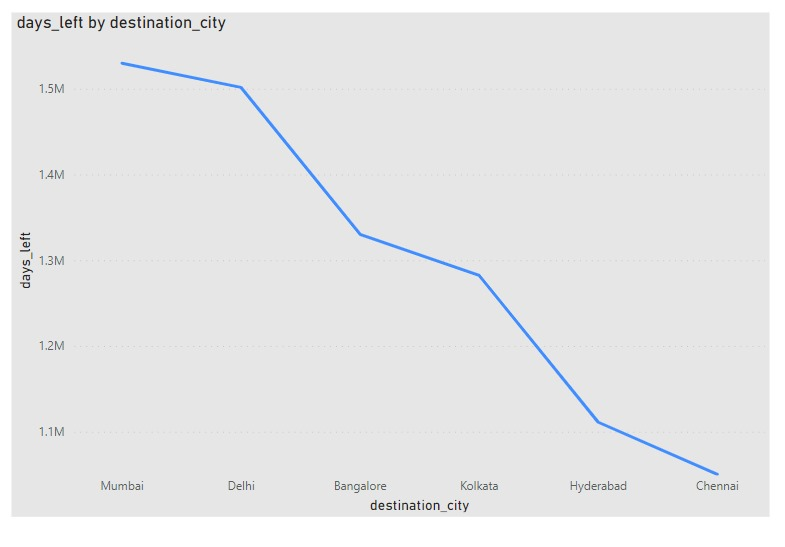 days_left by destination_city
1.5M
1.4M
1.3M
1.2M
1.1M
days_left
Mumbai Delhi Bangalore Kolkata Hyderabad Chennai
destination_city